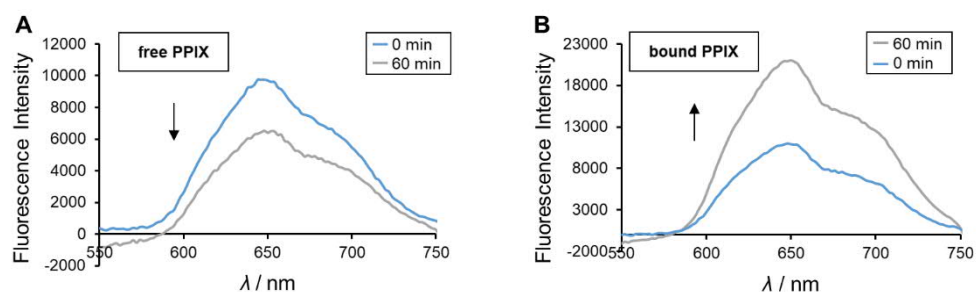 A
free PPIX
0 min
60 min
Fluorescence Intensity
12000
10000
8000
6000
4000
2000
0
-2000
550
600
650
700
750
λ / nm
B
bound PPIX
60 min
0 min
Fluorescence Intensity
23000
18000
13000
8000
3000
-2000
550
600
650
700
750
λ / nm